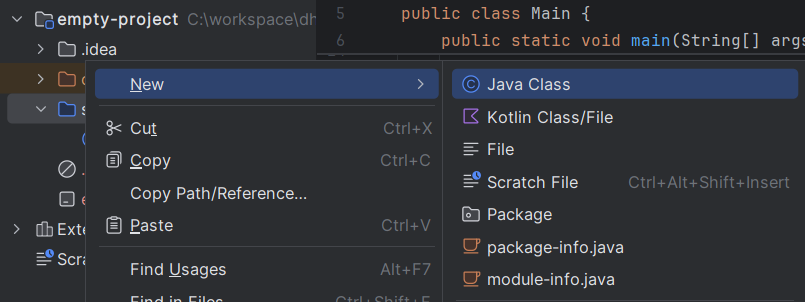 empty-project C:\workspace\dh
5 public class Main {
.idea
6 public static void main(String[] args
New
Java Class
Kotlin Class/File
Cut Ctrl+X
File
Copy Ctrl+C
Scratch File Ctrl+Alt+Shift+Insert
Copy Path/Reference...
Package
Paste Ctrl+V
package-info.java
Find Usages Alt+F7
module-info.java
Find in Files Ctrl+Shift+F